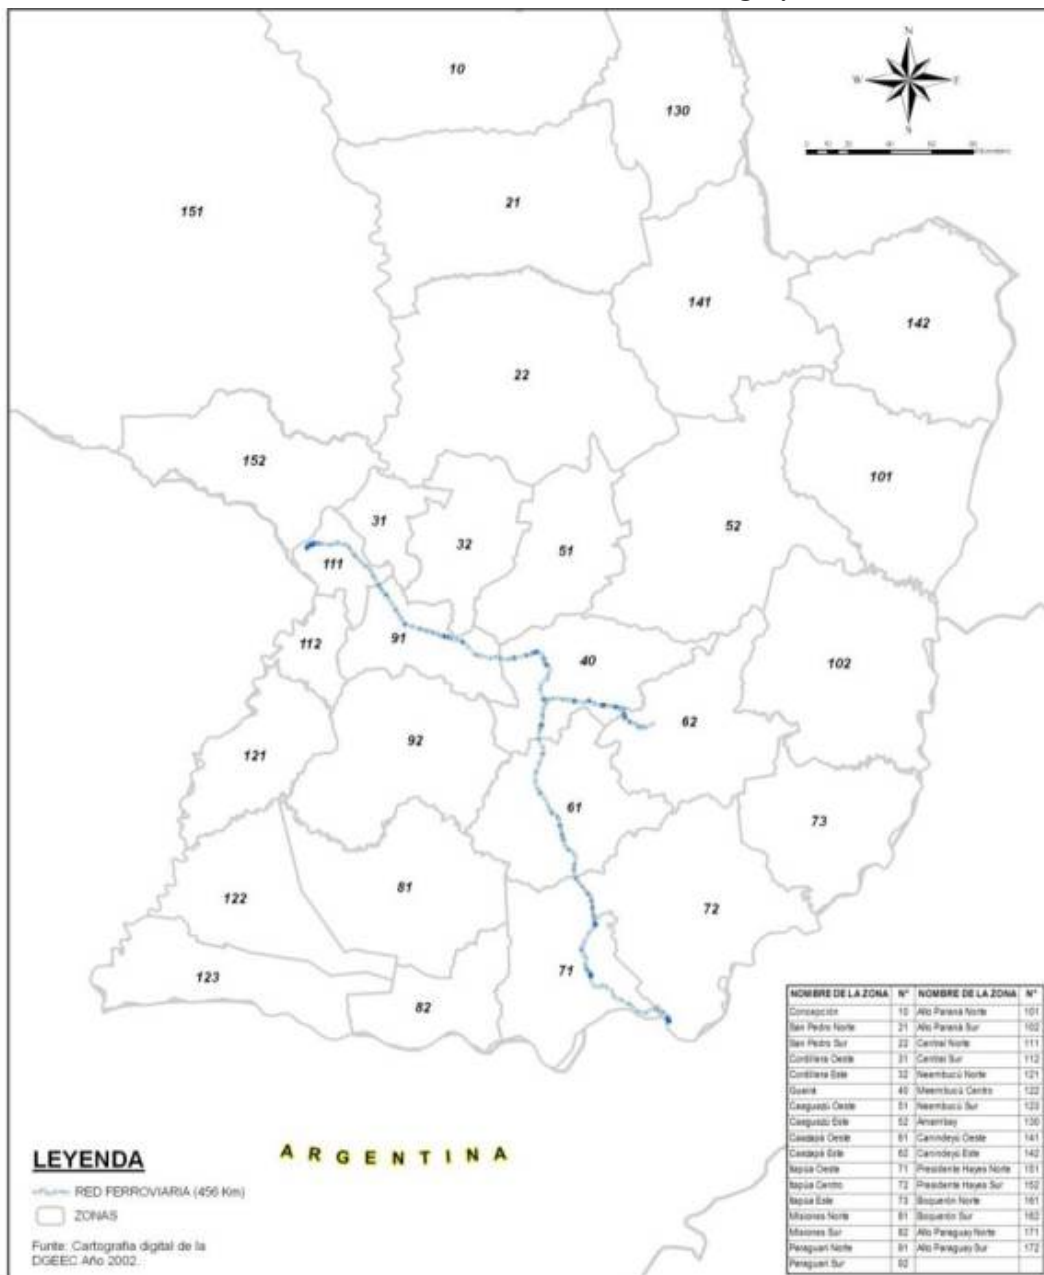 10
130
N
W E
N
151
21
141
142
22
152
101
31
32
51
52
111
91
112
40
102
62
92
121
61
73
81
122
72
71
123
82
NOMBRE DE LA ZONA N° NOMBRE DE LA ZONA N°
Concepción 10 Alto Paraná Norte 101
San Pedro Norte 21 Alto Paraná Sur 102
San Pedro Sur 22 Central Norte 111
Cordillera Oeste 31 Central Sur 112
Cordillera Este 32 Neembucú Norte 121
Guairá 40 Meembucú Centro 122
Caaguazú Oeste 51 Neembucú Sur 123
Caaguazú Este 52 Amambay 130
Caazapá Oeste 61 Canindeyú Oeste 141
Caazapá Este 62 Canindeyú Este 142
Itapúa Oeste 71 Presidente Hayes Norte 151
Itapúa Centro 72 Presidente Hayes Sur 152
Itapúa Este 73 Boquerón Norte 161
Misiones Norte 81 Boquerón Sur 162
Misiones Sur 82 Alto Paraguay Norte 171
Paraguari Norte 91 Alto Paraguay Sur 172
Paraguari Sur 92
ARGENTINA
LEYENDA
RED FERROVIARIA (456 Km)
ZONAS
Funte: Cartografia digital de la
DGEEC Año 2002.